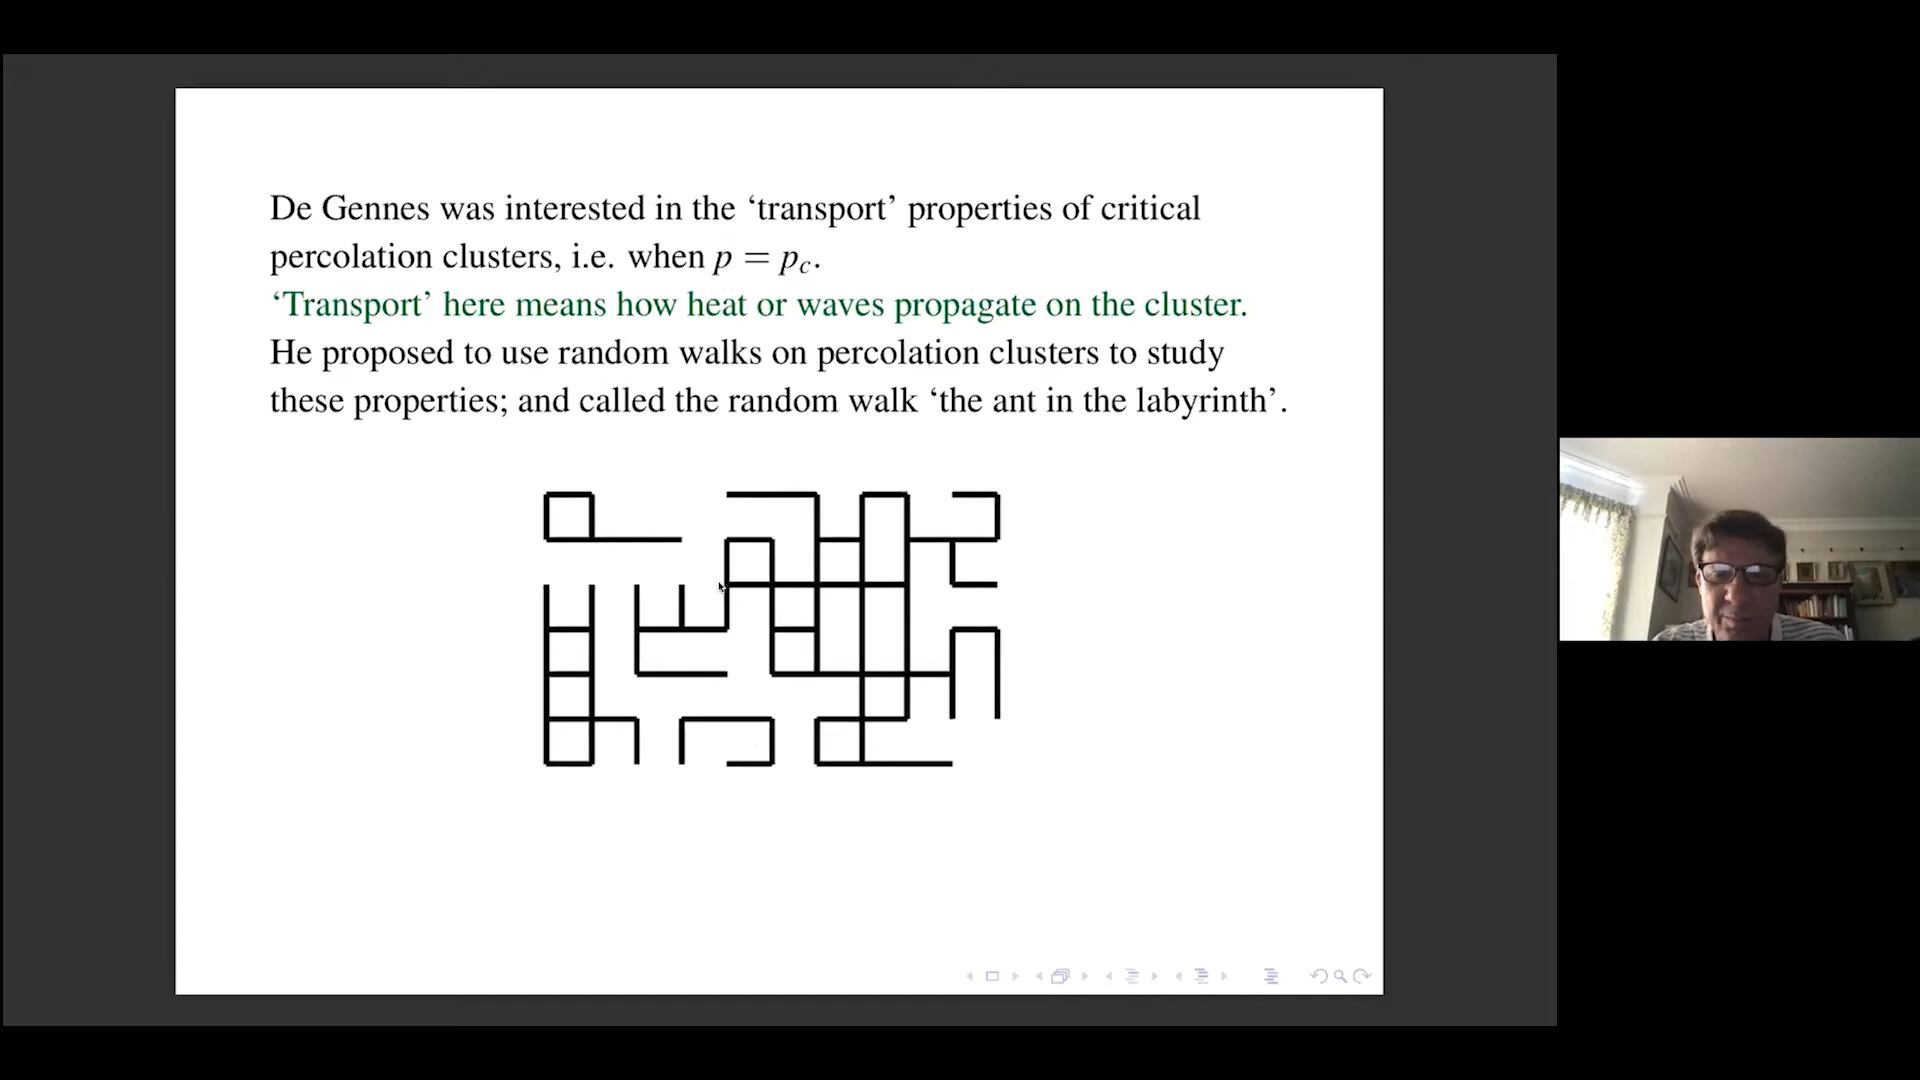 De Gennes was interested in the ‘transport’ properties of critical
percolation clusters, i.e. when p = p_c.
‘Transport’ here means how heat or waves propagate on the cluster.
He proposed to use random walks on percolation clusters to study
these properties; and called the random walk ‘the ant in the labyrinth’.